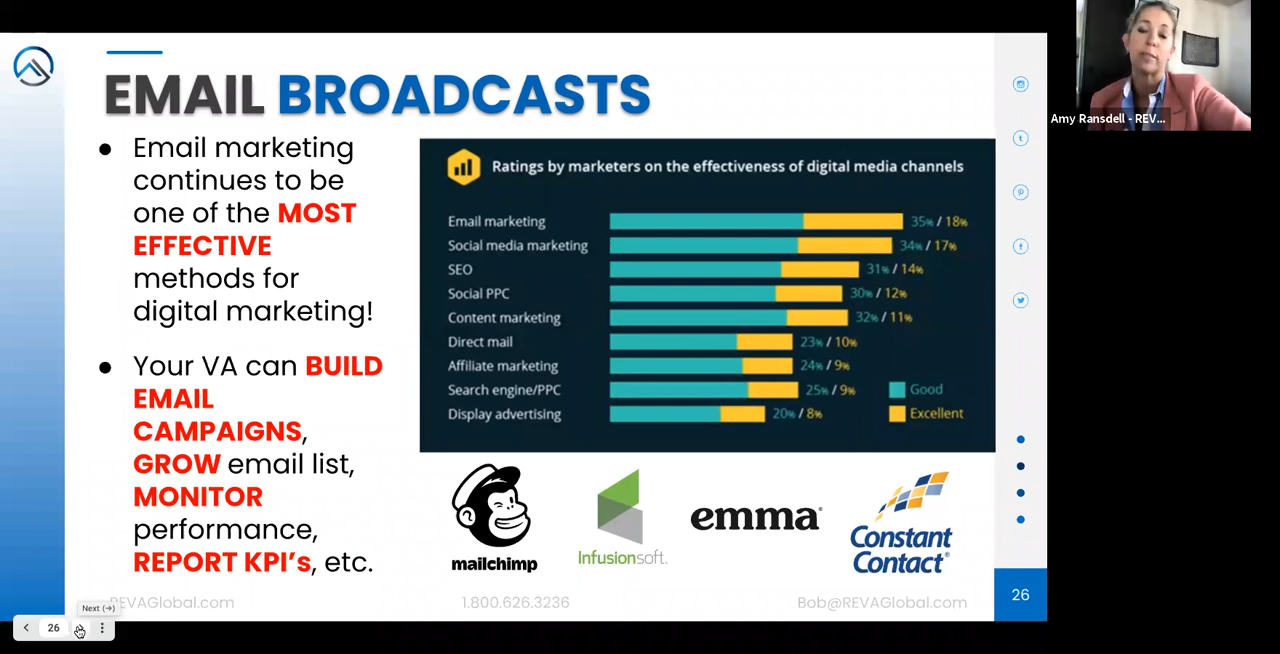 EMAIL BROADCASTS
● Email marketing
continues to be
one of the MOST
EFFECTIVE
methods for
digital marketing!
● Your VA can BUILD
EMAIL
CAMPAIGNS,
GROW email list,
MONITOR
performance,
REPORT KPI’s, etc.
Ratings by marketers on the effectiveness of digital media channels
Email marketing 35% / 18%
Social media marketing 34% / 17%
SEO 31% / 14%
Social PPC 30% / 12%
Content marketing 32% / 11%
Direct mail 23% / 10%
Affiliate marketing 24% / 9%
Search engine/PPC 25% / 9%
Display advertising 20% / 8%
Good
Excellent
mailchimp
Infusionsoft.
emma®
Constant
Contact®
REVAGlobal.com
1.800.626.3236
Bob@REVAGlobal.com
26
Next (→)
26
Amy Ransdell - REV...